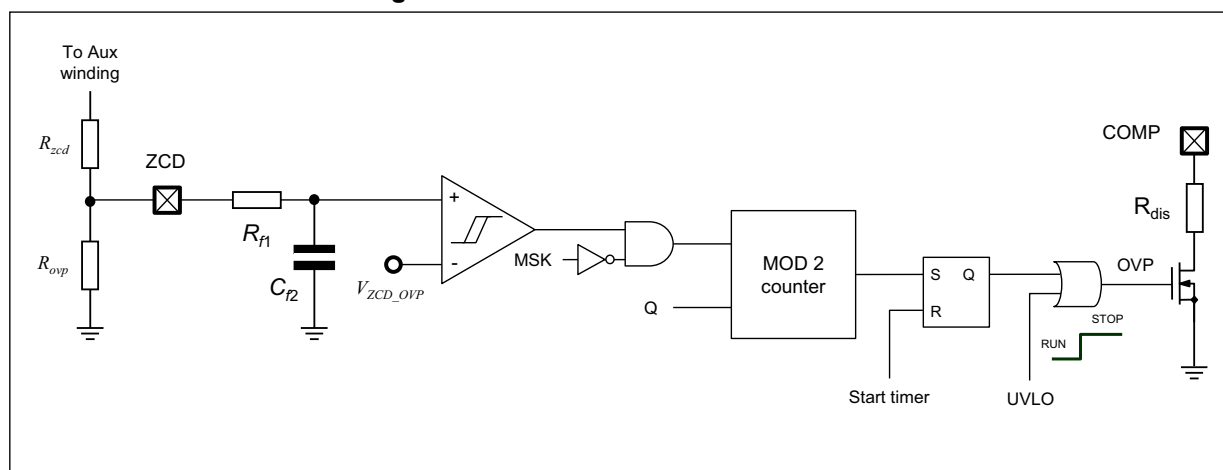 To Aux
winding
R_zcd
ZCD
R_f1
R_ovp
C_f2
+
-
V_ZCD_OVP
MSK
Q
MOD 2
counter
S Q
R
Start timer
UVLO
RUN
STOP
OVP
COMP
R_dis